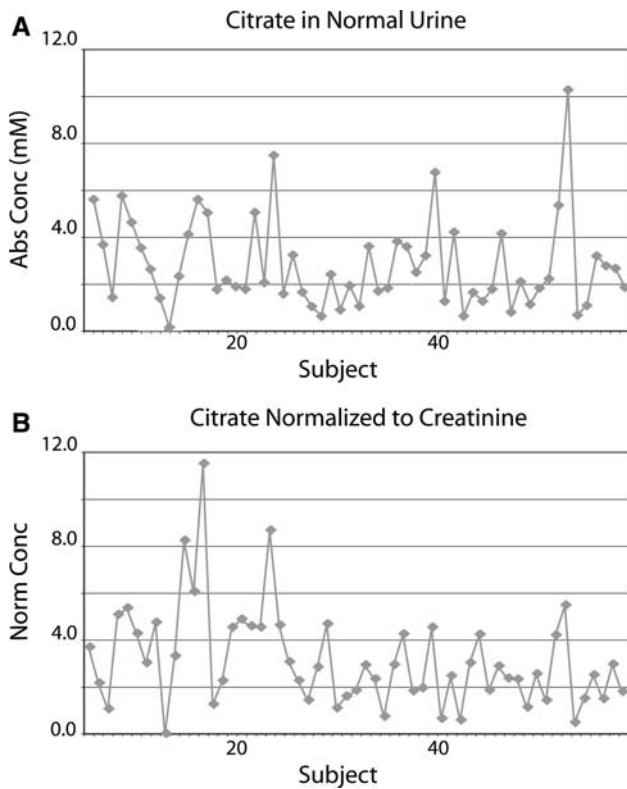 A
Citrate in Normal Urine
12.0
8.0
4.0
0.0
Abs Conc (mM)
20
40
Subject
B
Citrate Normalized to Creatinine
12.0
8.0
4.0
0.0
Norm Conc
20
40
Subject